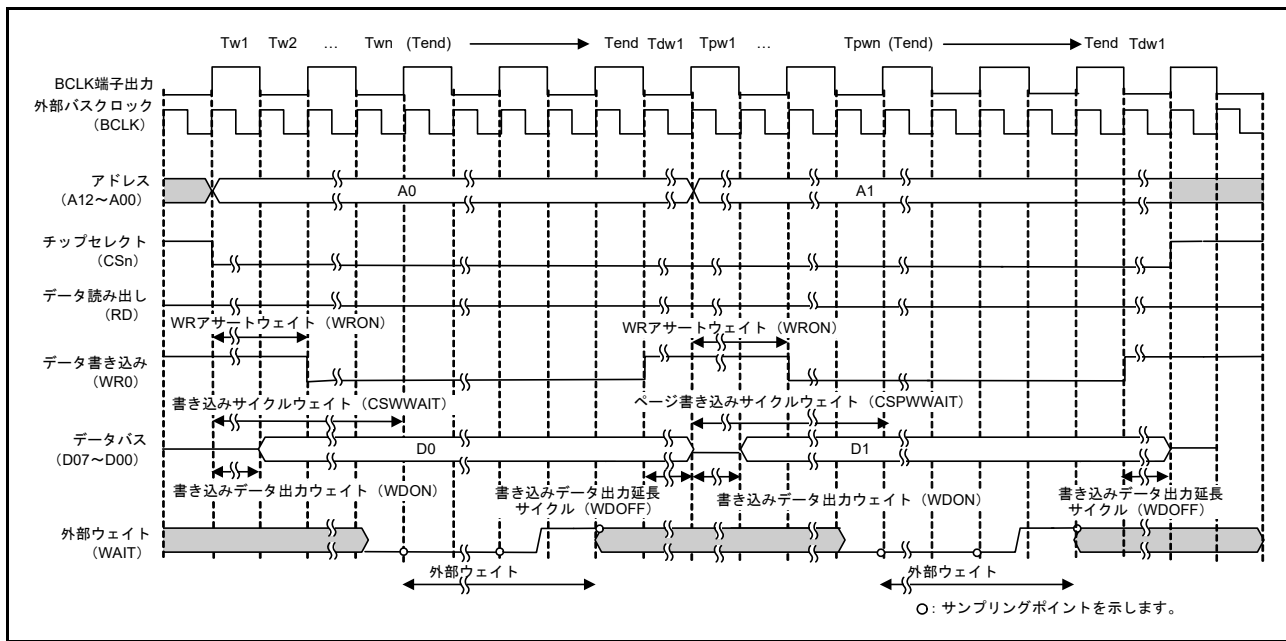 Tw1 Tw2 … Twn (Tend) Tend Tdw1 Tpw1 … Tpwn (Tend) Tend Tdw1
BCLK端子出力
外部バスクロック
（BCLK）
アドレス
（A12～A00）
A0 A1
チップセレクト
（CSn）
データ読み出し
（RD）
WRアサートウェイト（WRON） WRアサートウェイト（WRON）
データ書き込み
（WR0）
書き込みサイクルウェイト（CSWWAIT） ページ書き込みサイクルウェイト（CSPWWAIT）
データバス
（D07～D00）
D0 D1
書き込みデータ出力ウェイト（WDON） 書き込みデータ出力延長
サイクル（WDOFF） 書き込みデータ出力ウェイト（WDON） 書き込みデータ出力延長
サイクル（WDOFF）
外部ウェイト
（WAIT）
外部ウェイト 外部ウェイト
○：サンプリングポイントを示します。